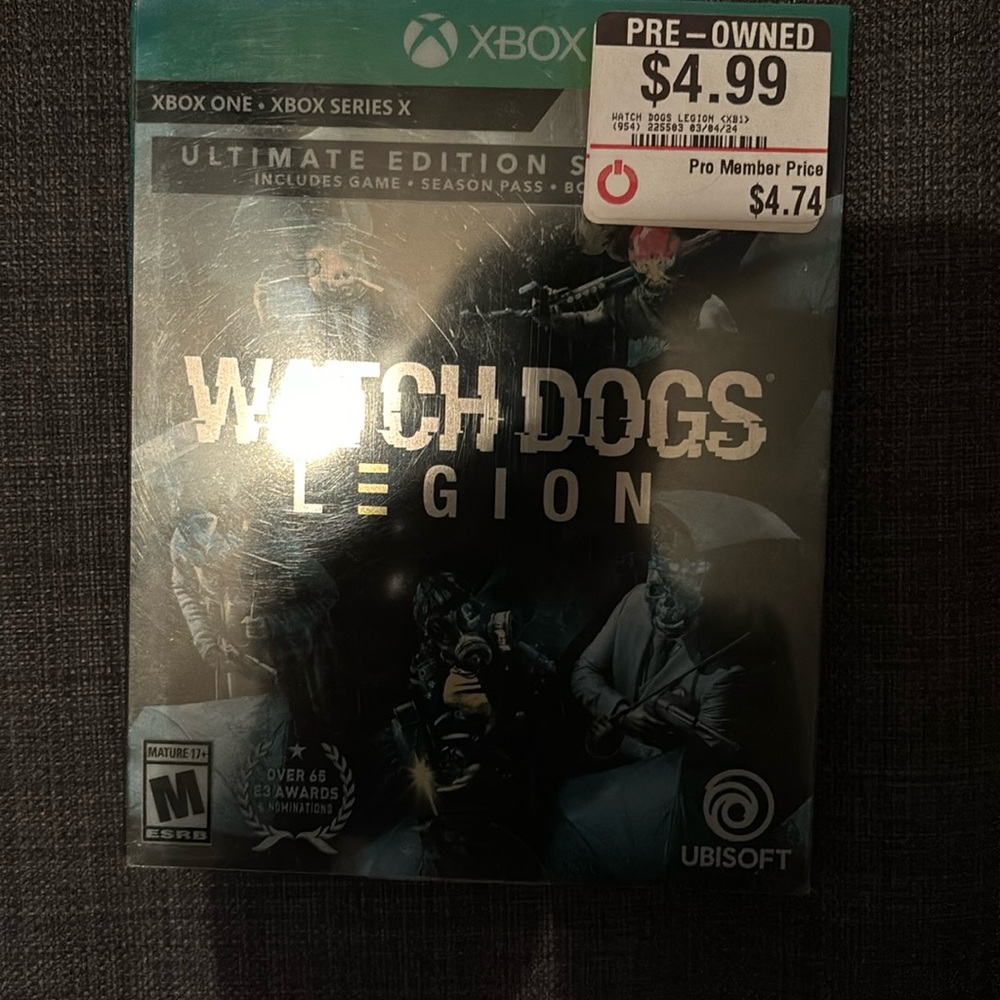 XBOX
PRE-OWNED
$4.99
WATCH DOGS LEGION <XB1>
(954) 225503 03/04/24
Pro Member Price
$4.74
XBOX ONE • XBOX SERIES X
ULTIMATE EDITION S
INCLUDES GAME • SEASON PASS • BO
WATCH DOGS®
LEGION
MATURE 17+
M
ESRB
OVER 65
E3 AWARDS
& NOMINATIONS
UBISOFT